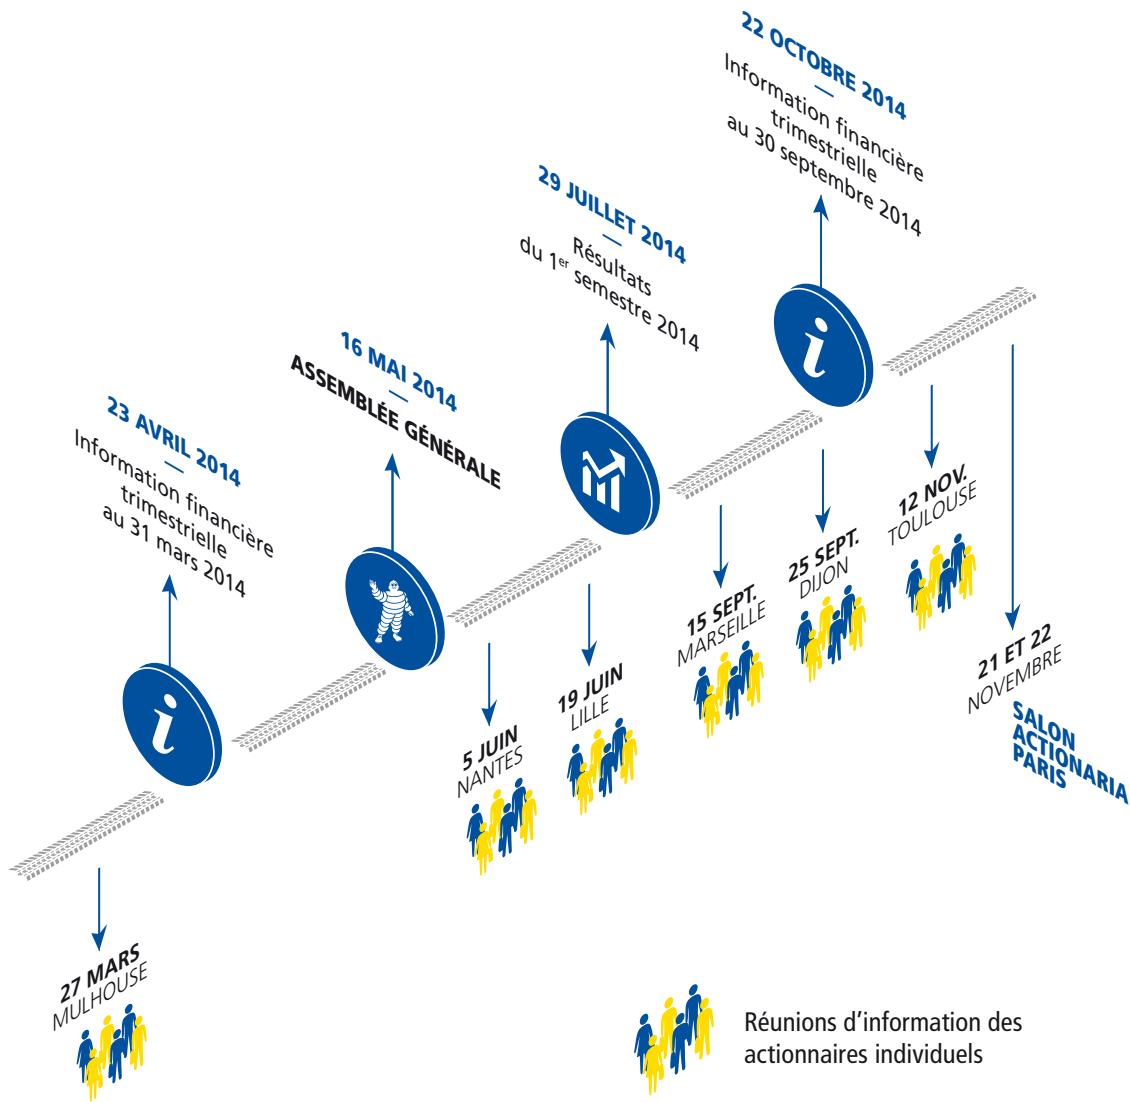 22 OCTOBRE 2014
Information financière
trimestrielle
au 30 septembre 2014
29 JUILLET 2014
Résultats
du 1er semestre 2014
16 MAI 2014
ASSEMBLÉE GÉNÉRALE
23 AVRIL 2014
Information financière
trimestrielle
au 31 mars 2014
i
i
12 NOV.
TOULOUSE
25 SEPT.
DIJON
15 SEPT.
MARSEILLE
21 ET 22
NOVEMBRE
SALON
ACTIONARIA
PARIS
19 JUIN
LILLE
5 JUIN
NANTES
27 MARS
MULHOUSE
Réunions d’information des
actionnaires individuels